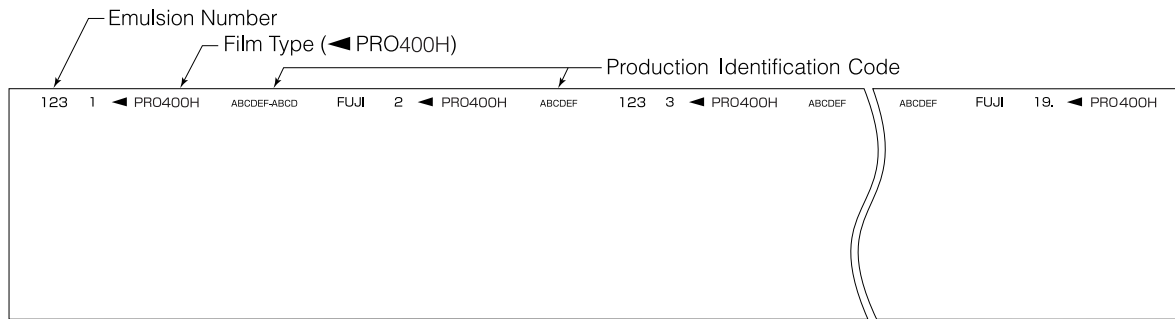 Emulsion Number
Film Type (◄ PRO400H)
Production Identification Code
123 1 ◄ PRO400H ABCDEF-ABCD FUJI 2 ◄ PRO400H ABCDEF 123 3 ◄ PRO400H ABCDEF ABCDEF FUJI 19. ◄ PRO400H